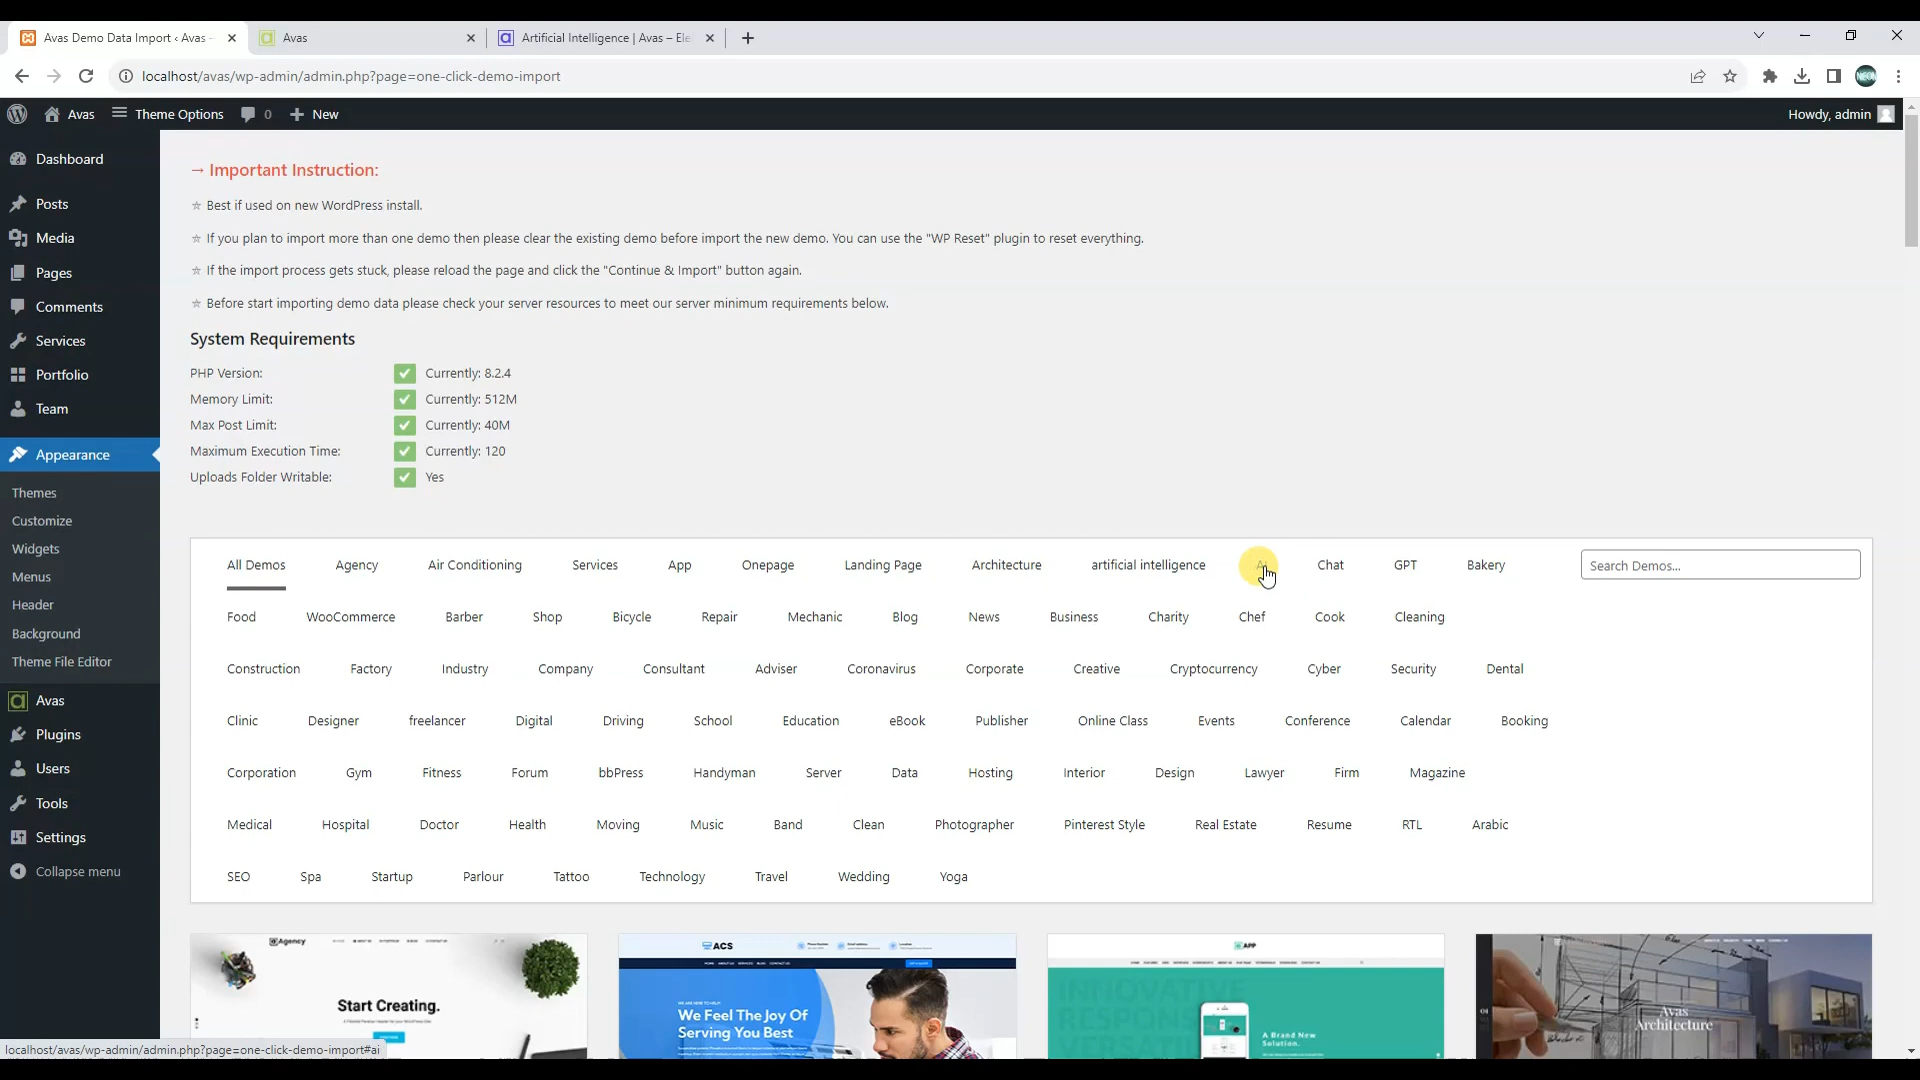 Avas Demo Data Import ‹ Avas –
Avas
Artificial Intelligence | Avas – Ele
localhost/avas/wp-admin/admin.php?page=one-click-demo-import
Avas
Theme Options
0
New
Howdy, admin
Dashboard
Posts
Media
Pages
Comments
Services
Portfolio
Team
Appearance
Themes
Customize
Widgets
Menus
Header
Background
Theme File Editor
Avas
Plugins
Users
Tools
Settings
Collapse menu
→ Important Instruction:
☆ Best if used on new WordPress install.
☆ If you plan to import more than one demo then please clear the existing demo before import the new demo. You can use the "WP Reset" plugin to reset everything.
☆ If the import process gets stuck, please reload the page and click the "Continue & Import" button again.
☆ Before start importing demo data please check your server resources to meet our server minimum requirements below.
System Requirements
PHP Version: Currently: 8.2.4
Memory Limit: Currently: 512M
Max Post Limit: Currently: 40M
Maximum Execution Time: Currently: 120
Uploads Folder Writable: Yes
All Demos Agency Air Conditioning Services App Onepage Landing Page Architecture artificial intelligence Chat GPT Bakery Search Demos...
Food WooCommerce Barber Shop Bicycle Repair Mechanic Blog News Business Charity Chef Cook Cleaning
Construction Factory Industry Company Consultant Adviser Coronavirus Corporate Creative Cryptocurrency Cyber Security Dental
Clinic Designer freelancer Digital Driving School Education eBook Publisher Online Class Events Conference Calendar Booking
Corporation Gym Fitness Forum bbPress Handyman Server Data Hosting Interior Design Lawyer Firm Magazine
Medical Hospital Doctor Health Moving Music Band Clean Photographer Pinterest Style Real Estate Resume RTL Arabic
SEO Spa Startup Parlour Tattoo Technology Travel Wedding Yoga
Agency
Start Creating.
ACS
We Feel The Joy Of
Serving You Best
APP
A Brand New
Solution.
Avas
Architecture
localhost/avas/wp-admin/admin.php?page=one-click-demo-import#ai